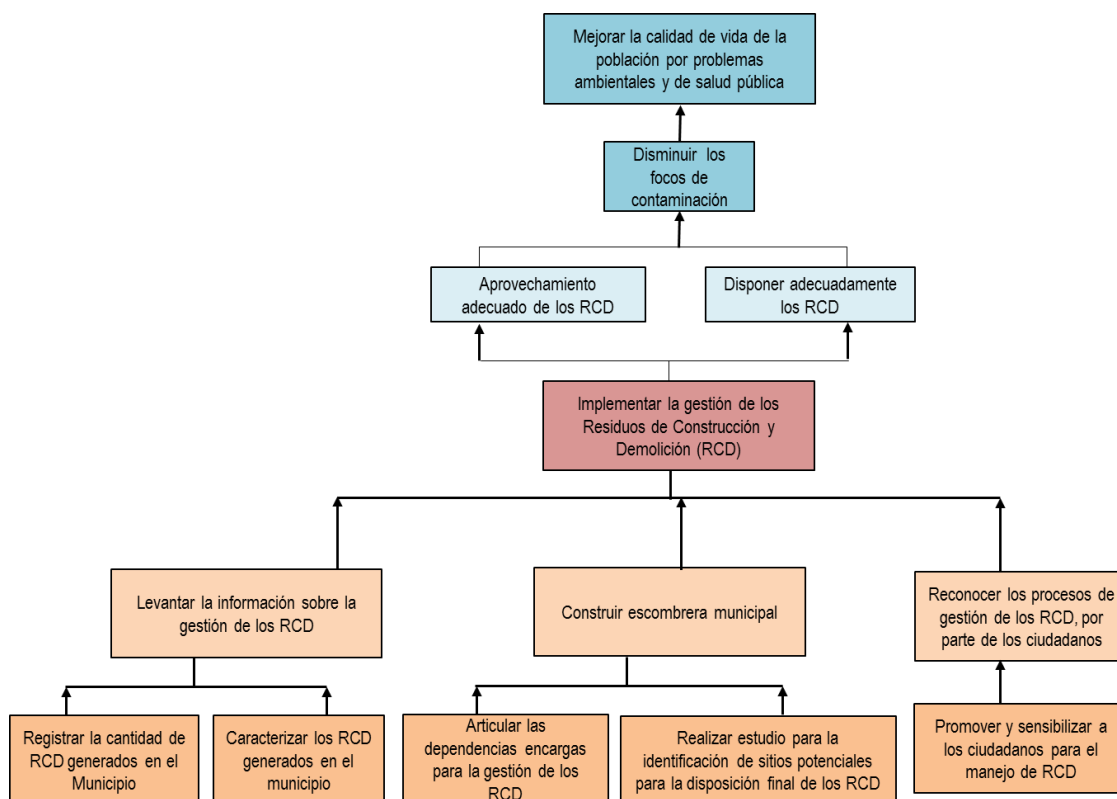 Mejorar la calidad de vida de la
población por problemas
ambientales y de salud pública
Disminuir los
focos de
contaminación
Aprovechamiento
adecuado de los RCD
Disponer adecuadamente
los RCD
Implementar la gestión de los
Residuos de Construcción y
Demolición (RCD)
Levantar la información sobre la
gestión de los RCD
Construir escombrera municipal
Reconocer los procesos de
gestión de los RCD, por
parte de los ciudadanos
Registrar la cantidad de
RCD generados en el
Municipio
Caracterizar los RCD
generados en el
municipio
Articular las
dependencias encargas
para la gestión de los
RCD
Realizar estudio para la
identificación de sitios potenciales
para la disposición final de los RCD
Promover y sensibilizar a
los ciudadanos para el
manejo de RCD